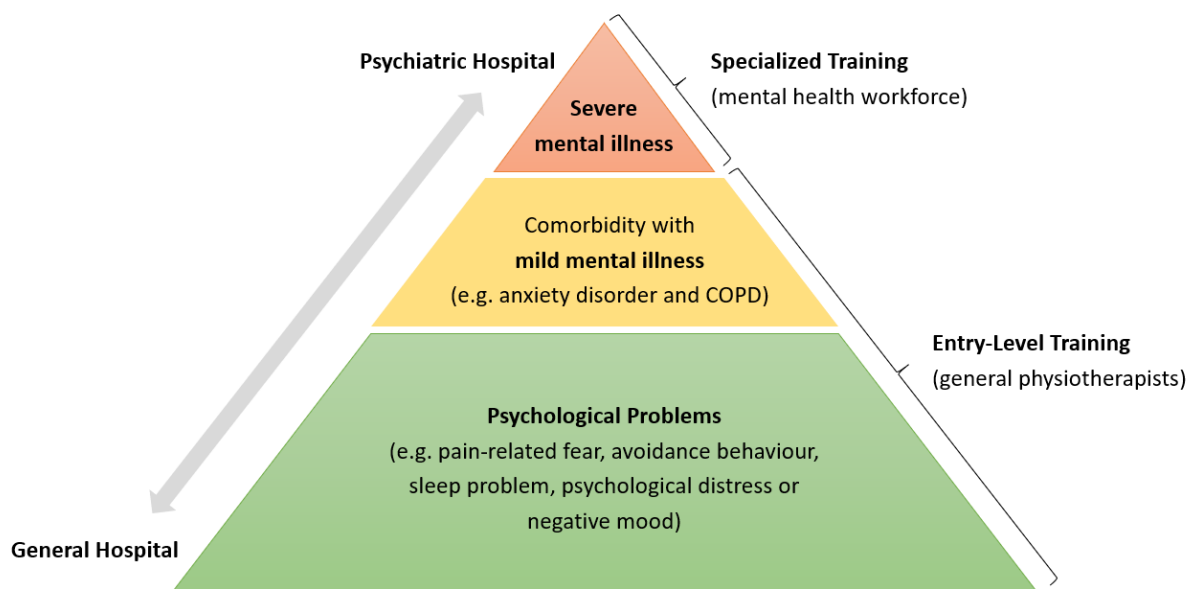 Psychiatric Hospital
Specialized Training
(mental health workforce)
Severe
mental illness
Comorbidity with
mild mental illness
(e.g. anxiety disorder and COPD)
Entry-Level Training
(general physiotherapists)
Psychological Problems
(e.g. pain-related fear, avoidance behaviour,
sleep problem, psychological distress or
negative mood)
General Hospital